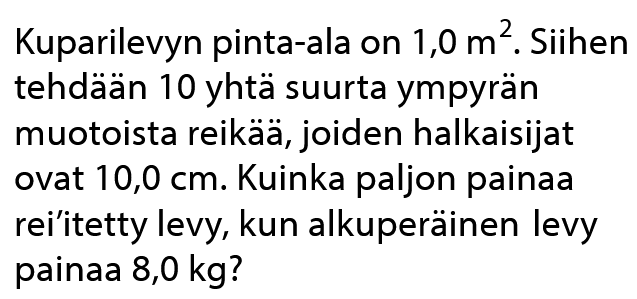 Kuparilevyn pinta-ala on 1,0 m². Siihen
tehdään 10 yhtä suurta ympyrän
muotoista reikää, joiden halkaisijat
ovat 10,0 cm. Kuinka paljon painaa
rei’itetty levy, kun alkuperäinen levy
painaa 8,0 kg?